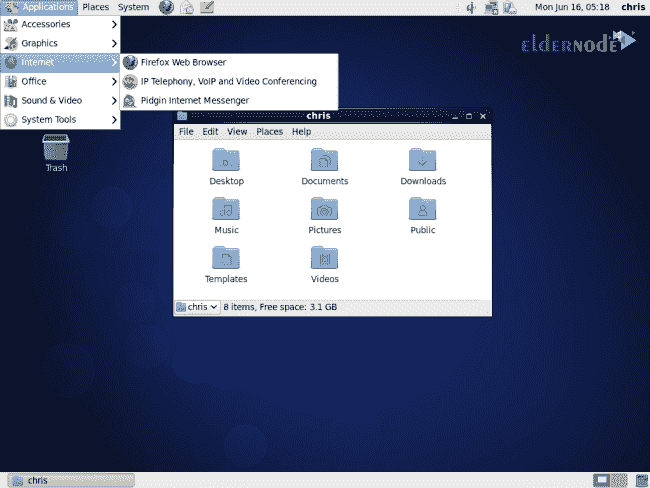 Applications Places System Mon Jun 16, 05:18 chris
Accessories
Graphics
Internet
Office
Sound & Video
System Tools
Firefox Web Browser
IP Telephony, VoIP and Video Conferencing
Pidgin Internet Messenger
ELDERNODE
Trash
chris
File Edit View Places Help
Desktop Documents Downloads
Music Pictures Public
Templates Videos
chris 8 items, Free space: 3.1 GB
chris